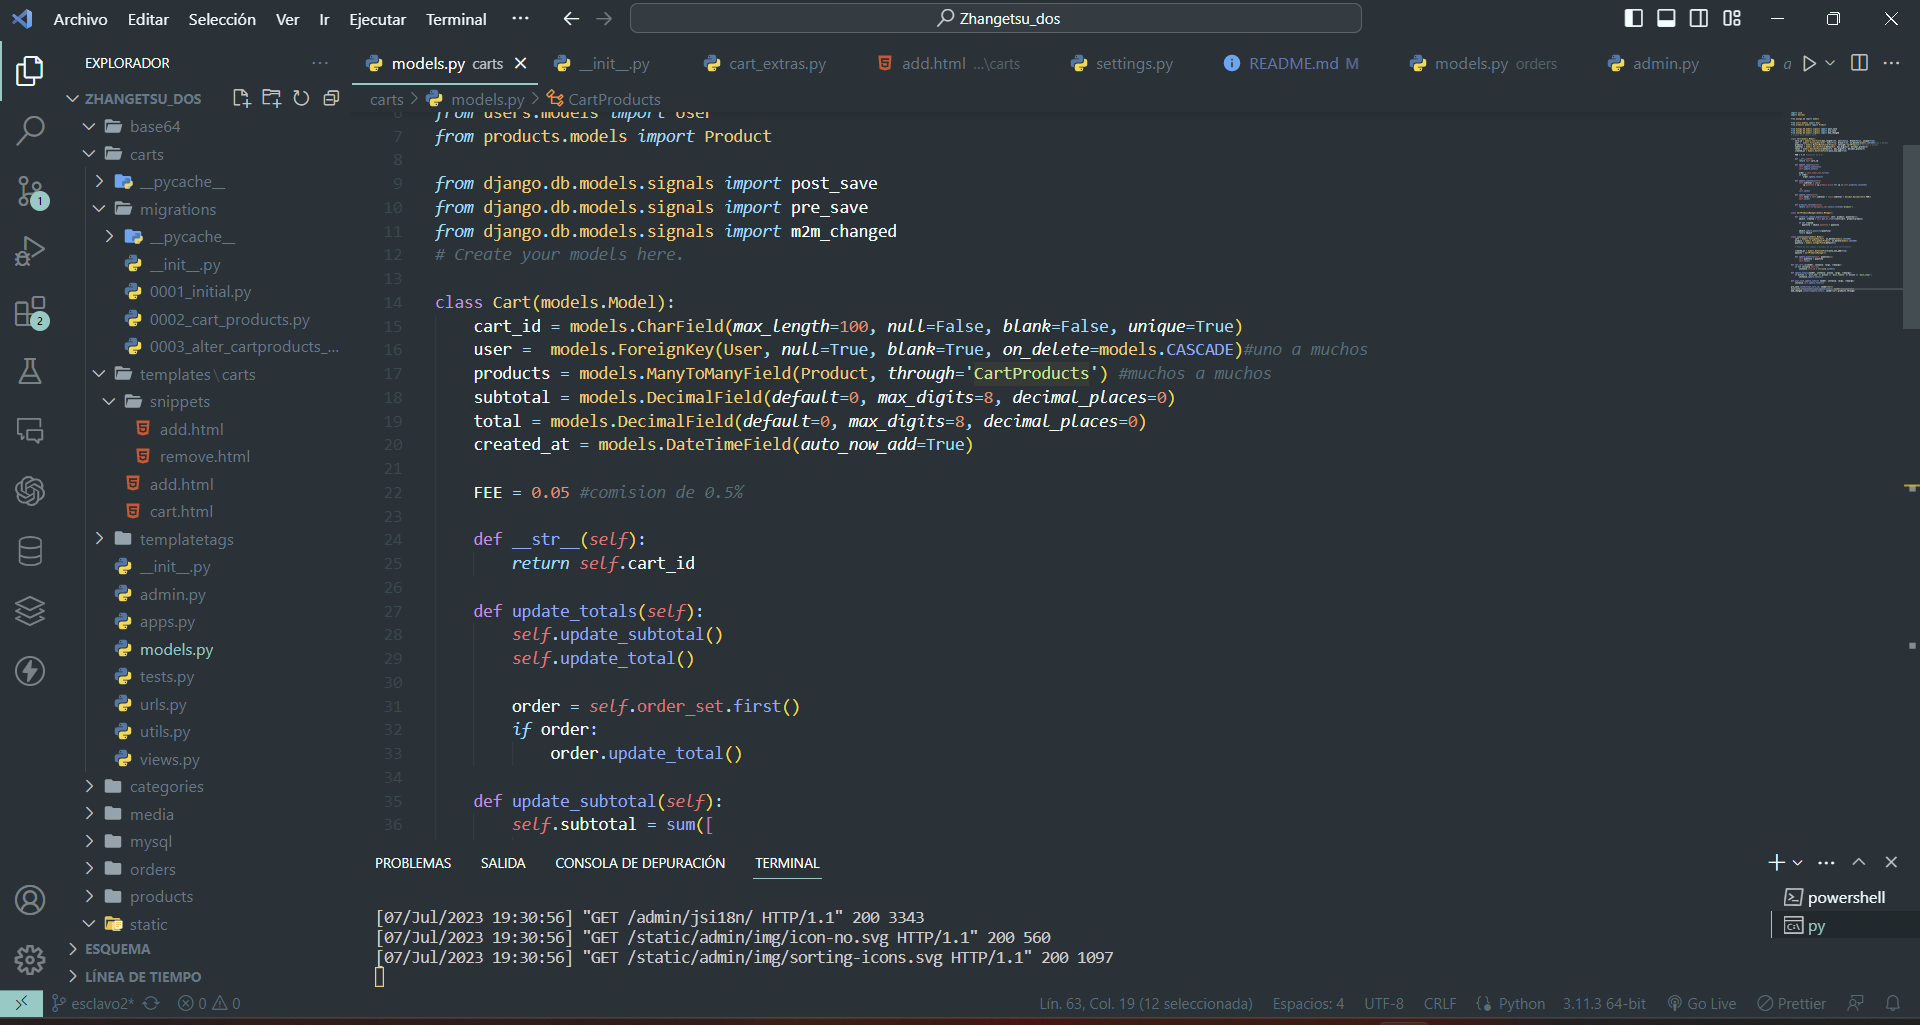 Archivo Editar Selección Ver Ir Ejecutar Terminal ··· Zhangetsu_dos
EXPLORADOR ···
models.py carts __init__.py cart_extras.py add.html ...\carts settings.py README.md M models.py orders admin.py a
ZHANGETSU_DOS
carts > models.py > CartProducts
base64
carts
__pycache__
migrations
__pycache__
__init__.py
0001_initial.py
0002_cart_products.py
0003_alter_cartproducts_...
templates\carts
snippets
add.html
remove.html
add.html
cart.html
templatetags
__init__.py
admin.py
apps.py
models.py
tests.py
urls.py
utils.py
views.py
categories
media
mysql
orders
products
static
ESQUEMA
LÍNEA DE TIEMPO
1
2
6 from users.models import User
7 from products.models import Product
8
9 from django.db.models.signals import post_save
10 from django.db.models.signals import pre_save
11 from django.db.models.signals import m2m_changed
12 # Create your models here.
13
14 class Cart(models.Model):
15 cart_id = models.CharField(max_length=100, null=False, blank=False, unique=True)
16 user =  models.ForeignKey(User, null=True, blank=True, on_delete=models.CASCADE)#uno a muchos
17 products = models.ManyToManyField(Product, through='CartProducts') #muchos a muchos
18 subtotal = models.DecimalField(default=0, max_digits=8, decimal_places=0)
19 total = models.DecimalField(default=0, max_digits=8, decimal_places=0)
20 created_at = models.DateTimeField(auto_now_add=True)
21
22 FEE = 0.05 #comision de 0.5%
23
24 def __str__(self):
25 return self.cart_id
26
27 def update_totals(self):
28 self.update_subtotal()
29 self.update_total()
30
31 order = self.order_set.first()
32 if order:
33 order.update_total()
34
35 def update_subtotal(self):
36 self.subtotal = sum([
PROBLEMAS SALIDA CONSOLA DE DEPURACIÓN TERMINAL
[07/Jul/2023 19:30:56] "GET /admin/jsi18n/ HTTP/1.1" 200 3343
[07/Jul/2023 19:30:56] "GET /static/admin/img/icon-no.svg HTTP/1.1" 200 560
[07/Jul/2023 19:30:56] "GET /static/admin/img/sorting-icons.svg HTTP/1.1" 200 1097
powershell
py
esclavo2* 0 0 Lín. 63, Col. 19 (12 seleccionada) Espacios: 4 UTF-8 CRLF Python 3.11.3 64-bit Go Live Prettier